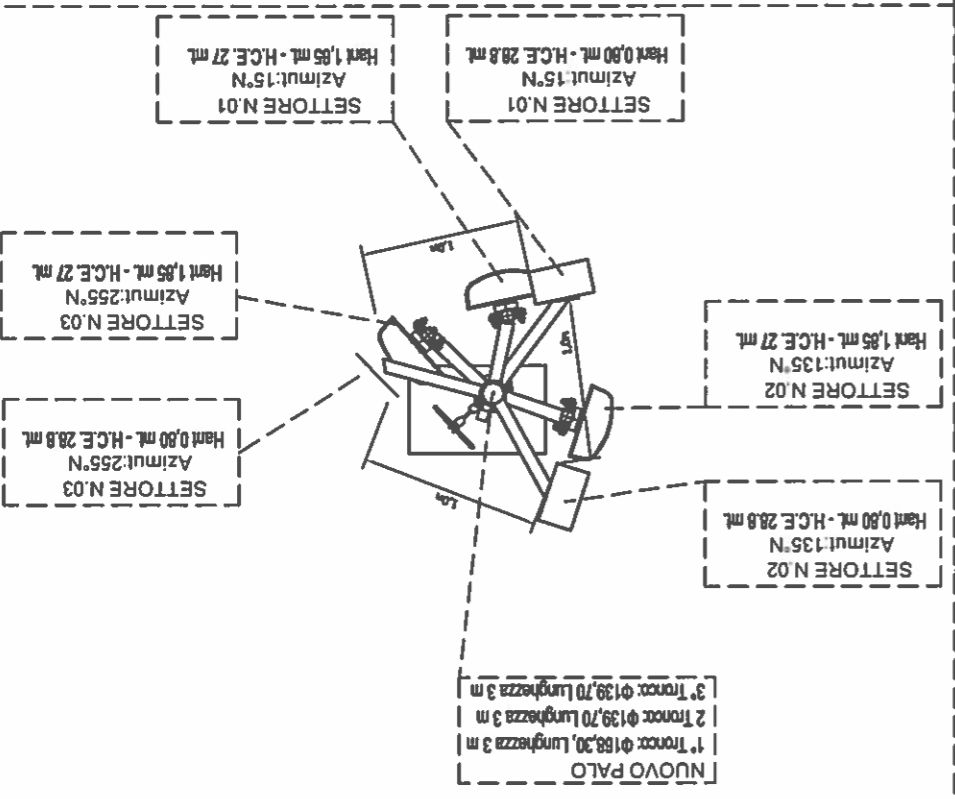 NUOVO PALO
1° Tronco: Φ168,30, Lunghezza 3 m
2 Tronco: Φ139,70 Lunghezza 3 m
3° Tronco: Φ139,70 Lunghezza 3 m
SETTORE N.02
Azimut:135°N
Hant 0,80 mt. - H.C.E. 28.8 mt.
SETTORE N.03
Azimut:255°N
Hant 0,80 mt. - H.C.E. 28.8 mt.
SETTORE N.02
Azimut:135°N
Hant 1,85 mt. - H.C.E. 27 mt.
SETTORE N.03
Azimut:255°N
Hant 1,85 mt. - H.C.E. 27 mt.
SETTORE N.01
Azimut:15°N
Hant 0,80 mt. - H.C.E. 28.8 mt.
SETTORE N.01
Azimut:15°N
Hant 1,85 mt. - H.C.E. 27 mt.